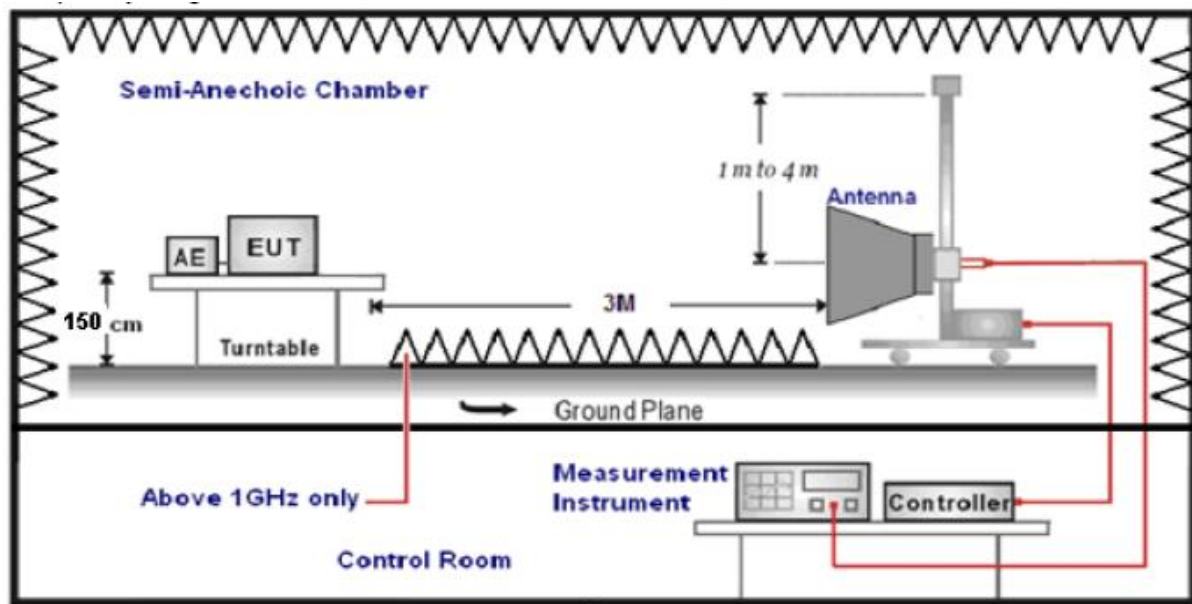 Semi-Anechoic Chamber
1 m to 4 m
Antenna
AE
EUT
3M
150 cm
Turntable
Ground Plane
Above 1GHz only
Measurement
Instrument
Controller
Control Room